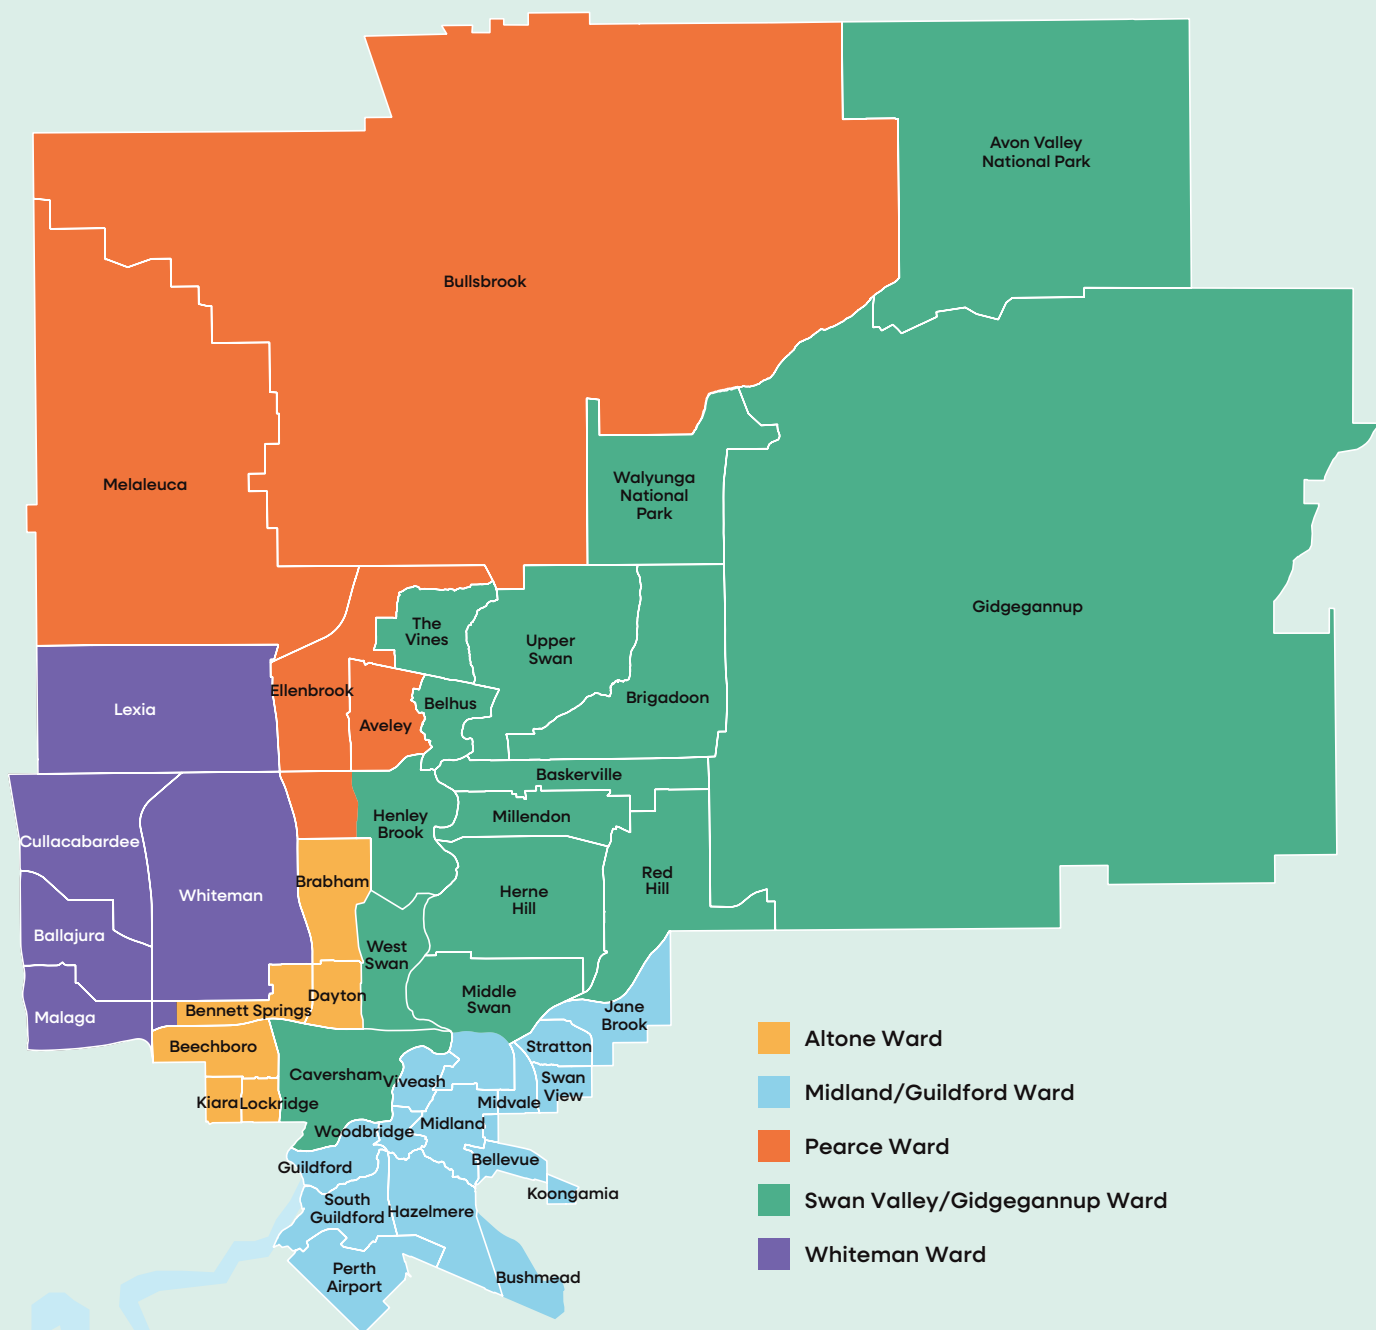 Avon Valley
National Park
Bullsbrook
Melaleuca
Walyunga
National
Park
Gidgegannup
The
Vines
Upper
Swan
Ellenbrook
Belhus
Brigadoon
Lexia
Aveley
Baskerville
Henley
Brook
Millendon
Cullacabardee
Whiteman
Brabham
Red
Hill
Herne
Hill
Ballajura
West
Swan
Dayton
Middle
Swan
Malaga
Bennett Springs
Jane
Brook
Beechboro
Stratton
Caversham
Viveash
Swan
View
Kiara
Lockridge
Midvale
Woodbridge
Midland
Guildford
Bellevue
Koongamia
South
Guildford
Hazelmere
Perth
Airport
Bushmead
Altone Ward
Midland/Guildford Ward
Pearce Ward
Swan Valley/Gidgegannup Ward
Whiteman Ward